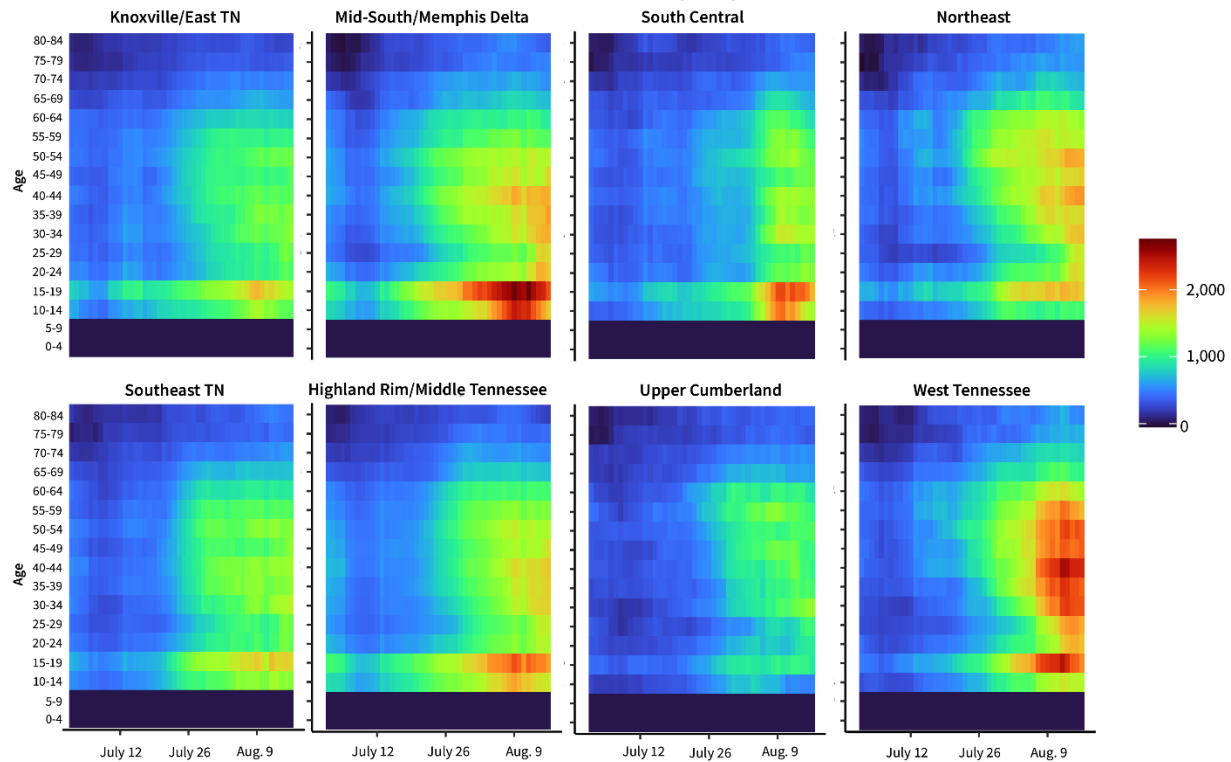 Knoxville/East TN
Mid-South/Memphis Delta
South Central
Northeast
Age
80-84
75-79
70-74
65-69
60-64
55-59
50-54
45-49
40-44
35-39
30-34
25-29
20-24
15-19
10-14
5-9
0-4
2,000
1,000
0
Southeast TN
Highland Rim/Middle Tennessee
Upper Cumberland
West Tennessee
Age
80-84
75-79
70-74
65-69
60-64
55-59
50-54
45-49
40-44
35-39
30-34
25-29
20-24
15-19
10-14
5-9
0-4
July 12 July 26 Aug. 9
July 12 July 26 Aug. 9
July 12 July 26 Aug. 9
July 12 July 26 Aug. 9